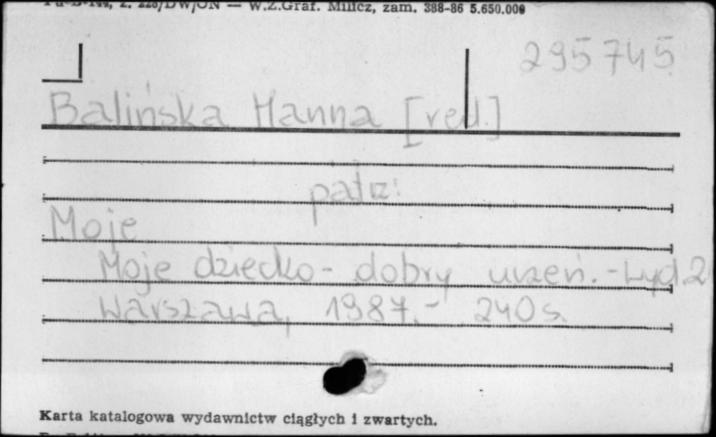 W.Z.Graf. Milicz, zam. 388-86 5.650.000
295745
Balińska Hanna [red.]
patrz:
Moje
Moje dziecko - dobry uczeń. - Wyd. 2
Warszawa, 1987. - 240 s.
Karta katalogowa wydawnictw ciągłych i zwartych.